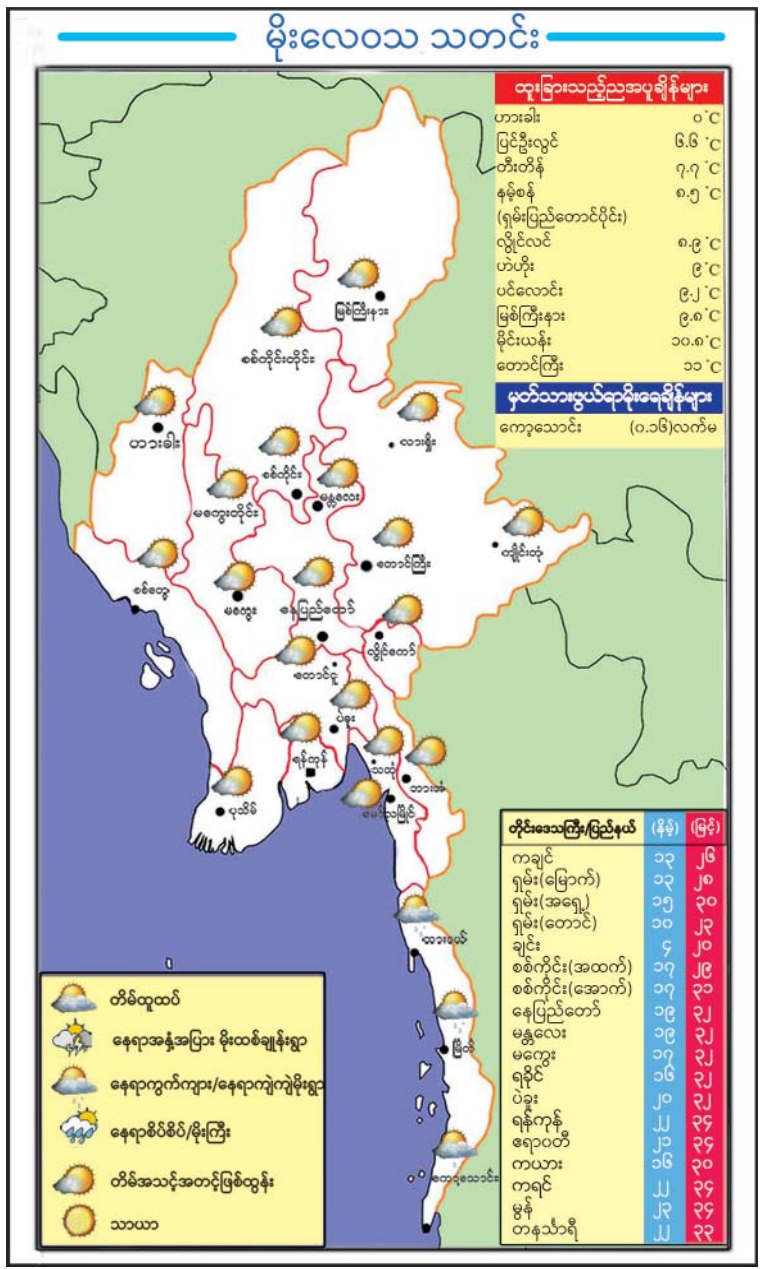 မိုးလေဝသ သတင်း
ထူးခြားသည့်ညအပူချိန်များ
ဟားခါး ၀°C
ပြင်ဦးလွင် ၆.၆ °C
တီးတိန် ၇.၇ °C
နမ့်စန် ၈.၅ °C
(ရှမ်းပြည်တောင်ပိုင်း)
လွိုင်လင် ၈.၉ °C
ဟဲဟိုး ၉ °C
ပင်လောင်း ၉.၂ °C
မြစ်ကြီးနား ၉.၈ °C
မိုင်းယန်း ၁၀.၈ °C
တောင်ကြီး ၁၁ °C
မှတ်သားဖွယ်ရာမိုးရေချိန်များ
ကော့သောင်း (၀.၁၆)လက်မ
မြစ်ကြီးနား
စစ်ကိုင်းတိုင်း
ဟားခါး
လားရှိုး
စစ်ကိုင်း
မန္တလေး
မကွေးတိုင်း
ကျိုင်းတုံ
တောင်ကြီး
စစ်တွေ
မကွေး
နေပြည်တော်
လွိုင်ကော်
တောင်ငူ
ပဲခူး
ရန်ကုန်
သထုံ
ဘားအံ
ပုသိမ်
မော်လမြိုင်
ထားဝယ်
မြိတ်
ကော့သောင်း
တိမ်ထူထပ်
နေရာအနှံ့အပြား မိုးထစ်ချုန်းရွာ
နေရာကွက်ကျား/နေရာကျဲကျဲမိုးရွာ
နေရာစိပ်စိပ်/မိုးကြီး
တိမ်အသင့်အတင့်ဖြစ်ထွန်း
သာယာ
တိုင်းဒေသကြီး/ပြည်နယ် (နိမ့်) (မြင့်)
ကချင် ၁၃ ၂၆
ရှမ်း(မြောက်) ၁၃ ၂၈
ရှမ်း(အရှေ့) ၁၅ ၃၀
ရှမ်း(တောင်) ၁၀ ၂၃
ချင်း ၄ ၂၀
စစ်ကိုင်း(အထက်) ၁၇ ၂၉
စစ်ကိုင်း(အောက်) ၁၇ ၃၁
နေပြည်တော် ၁၉ ၃၂
မန္တလေး ၁၉ ၃၂
မကွေး ၁၇ ၃၂
ရခိုင် ၁၆ ၃၂
ပဲခူး ၂၀ ၃၂
ရန်ကုန် ၂၂ ၃၄
ဧရာဝတီ ၂၁ ၃၄
ကယား ၁၆ ၃၀
ကရင် ၂၂ ၃၄
မွန် ၂၃ ၃၄
တနင်္သာရီ ၂၂ ၃၃